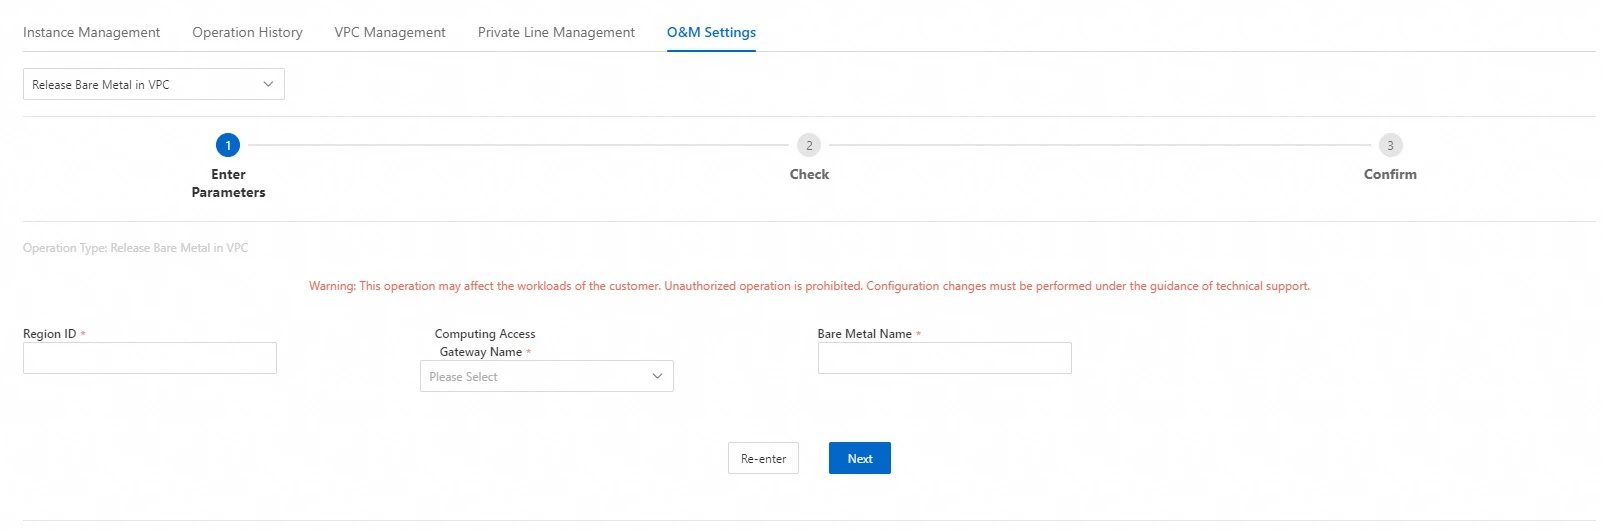 Instance Management Operation History VPC Management Private Line Management O&M Settings
Release Bare Metal in VPC
1 2 3
Enter Check Confirm
Parameters
Operation Type: Release Bare Metal in VPC
Warning: This operation may affect the workloads of the customer. Unauthorized operation is prohibited. Configuration changes must be performed under the guidance of technical support.
Region ID *
Computing Access
Gateway Name *
Please Select
Bare Metal Name *
Re-enter Next